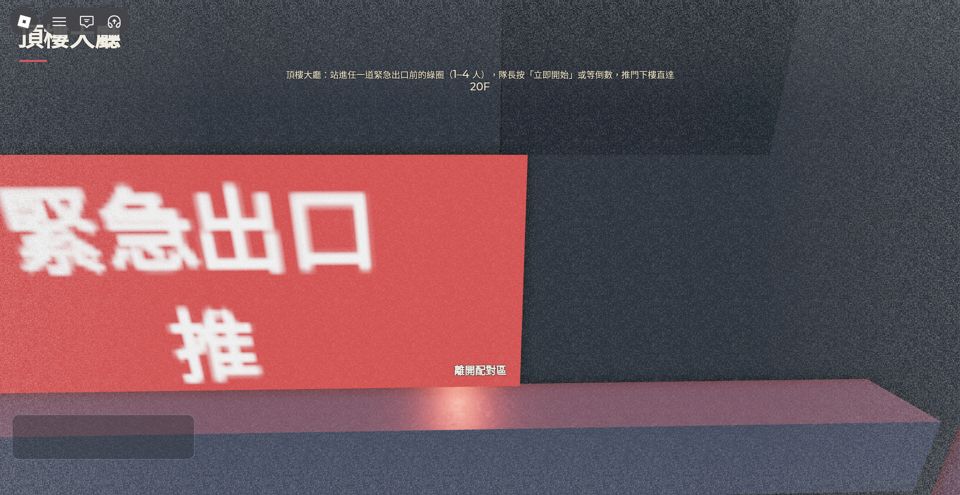 頂樓大廳
頂樓大廳：站進任一道緊急出口前的綠圈（1–4 人），隊長按「立即開始」或等倒數，推門下樓直達
20F
緊急出口
推
離開配對區